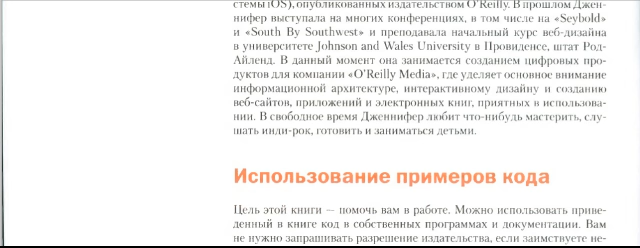 стемы iOS), опубликованных издательством O'Reilly. В прошлом Джен-
нифер выступала на многих конференциях, в том числе на «Seybold»
и «South By Southwest» и преподавала начальный курс веб-дизайна
в университете Johnson and Wales University в Провиденсе, штат Род-
Айленд. В данный момент она занимается созданием цифровых про-
дуктов для компании «O'Reilly Media», где уделяет основное внимание
информационной архитектуре, интерактивному дизайну и созданию
веб-сайтов, приложений и электронных книг, приятных в использова-
нии. В свободное время Дженнифер любит что-нибудь мастерить, слу-
шать инди-рок, готовить и заниматься детьми.
Использование примеров кода
Цель этой книги — помочь вам в работе. Можно использовать приве-
денный в книге код в собственных программах и документации. Вам
не нужно запрашивать разрешение издательства, если заимствуете не-